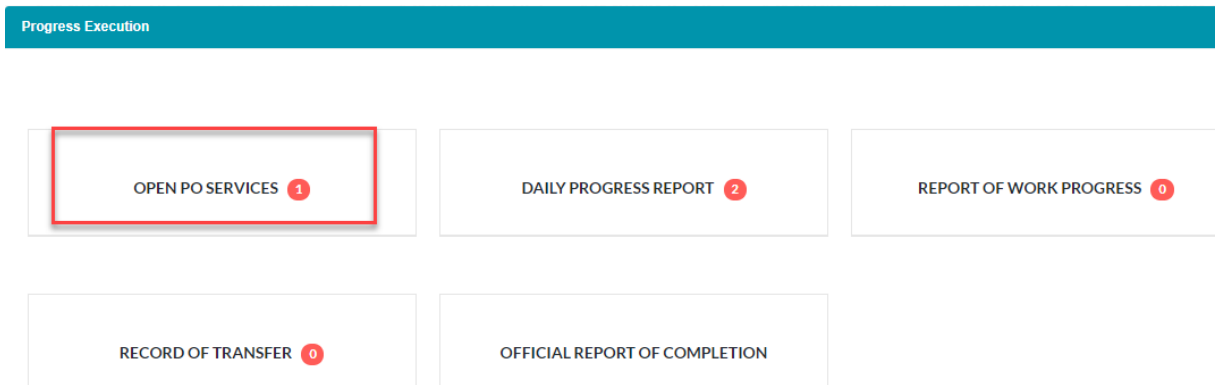 Progress Execution
OPEN PO SERVICES 1
DAILY PROGRESS REPORT 2
REPORT OF WORK PROGRESS 0
RECORD OF TRANSFER 0
OFFICIAL REPORT OF COMPLETION